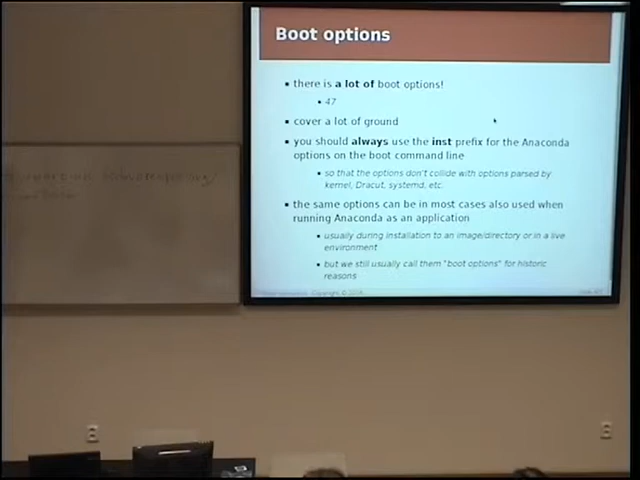 Boot options
there is a lot of boot options!
47
cover a lot of ground
you should always use the inst prefix for the Anaconda
options on the boot command line
so that the options don't collide with options parsed by
kernel, Dracut, systemd, etc.
the same options can be in most cases also used when
running Anaconda as an application
usually during installation to an image/directory or in a live
environment
but we still usually call them "boot options" for historic
reasons